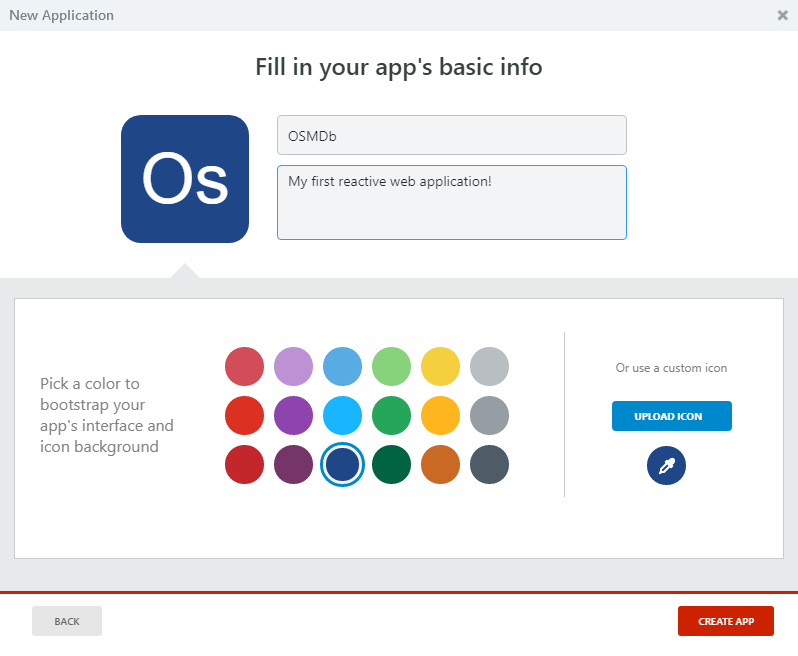 New Application
Fill in your app's basic info
Os
OSMDb
My first reactive web application!
Pick a color to
bootstrap your
app's interface and
icon background
Or use a custom icon
UPLOAD ICON
BACK
CREATE APP